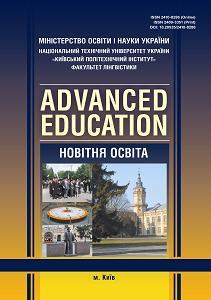 ISSN 2410-8286 (Online)
ISSN 2409-3351 (Print)
DOI: 10.20535/2410-8286
МІНІСТЕРСТВО ОСВІТИ І НАУКИ УКРАЇНИ
НАЦІОНАЛЬНИЙ ТЕХНІЧНИЙ УНІВЕРСИТЕТ УКРАЇНИ
«КИЇВСЬКИЙ ПОЛІТЕХНІЧНИЙ ІНСТИТУТ»
ФАКУЛЬТЕТ ЛІНГВІСТИКИ
ADVANCED
EDUCATION
НОВІТНЯ ОСВІТА
м. Київ